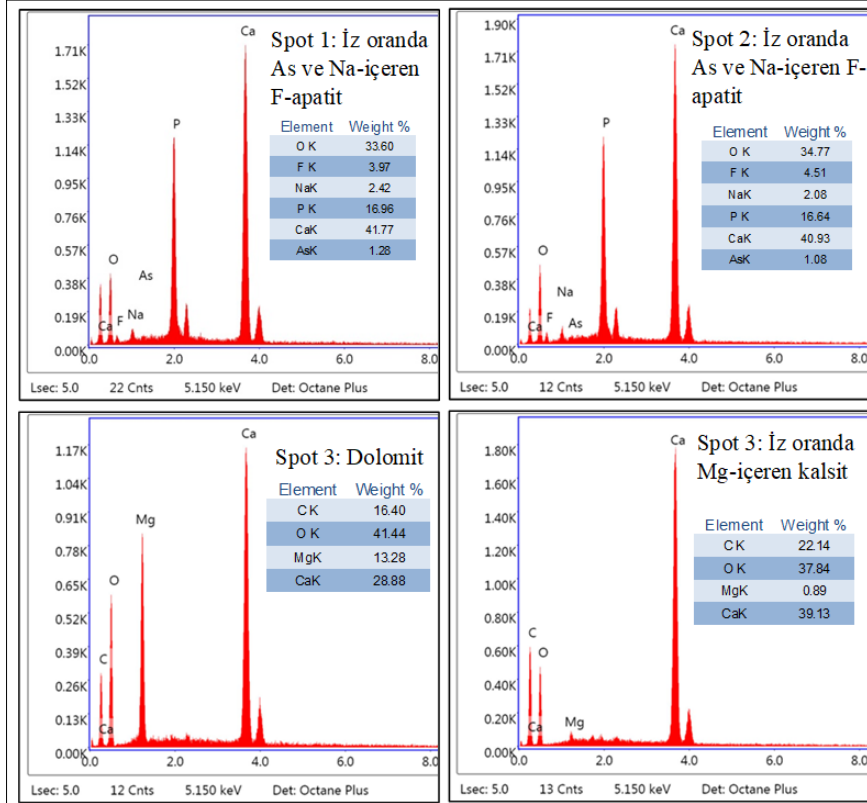 Spot 1: İz oranda
As ve Na-içeren
F-apatit
Element Weight %
O K 33.60
F K 3.97
NaK 2.42
P K 16.96
CaK 41.77
AsK 1.28
1.71K
1.52K
1.33K
1.14K
0.95K
0.76K
0.57K
0.38K
0.19K
0.00K
Ca
P
O
As
Ca
F
Na
0.0 2.0 4.0 6.0 8.0
Lsec: 5.0 22 Cnts 5.150 keV Det: Octane Plus
Spot 2: İz oranda
As ve Na-içeren F-
apatit
Element Weight %
O K 34.77
F K 4.51
NaK 2.08
P K 16.64
CaK 40.93
AsK 1.08
1.90K
1.71K
1.52K
1.33K
1.14K
0.95K
0.76K
0.57K
0.38K
0.19K
0.00K
Ca
P
O
Na
F
As
Ca
0.0 2.0 4.0 6.0 8.0
Lsec: 5.0 12 Cnts 5.150 keV Det: Octane Plus
Spot 3: Dolomit
Element Weight %
C K 16.40
O K 41.44
MgK 13.28
CaK 28.88
1.17K
1.04K
0.91K
0.78K
0.65K
0.52K
0.39K
0.26K
0.13K
0.00K
Ca
Mg
O
C
Ca
0.0 2.0 4.0 6.0 8.0
Lsec: 5.0 12 Cnts 5.150 keV Det: Octane Plus
Spot 3: İz oranda
Mg-içeren kalsit
Element Weight %
C K 22.14
O K 37.84
MgK 0.89
CaK 39.13
1.80K
1.60K
1.40K
1.20K
1.00K
0.80K
0.60K
0.40K
0.20K
0.00K
Ca
C
O
Ca
Mg
0.0 2.0 4.0 6.0 8.0
Lsec: 5.0 13 Cnts 5.150 keV Det: Octane Plus